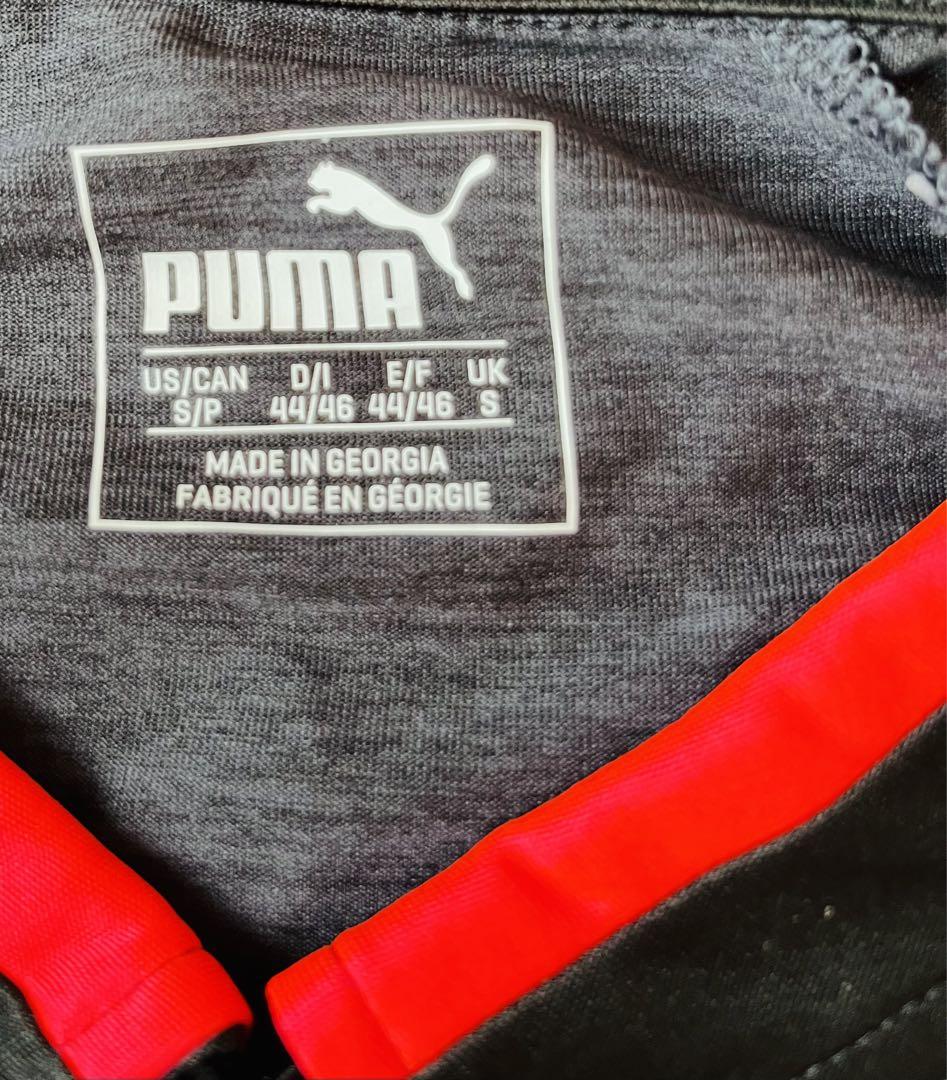 PUMA
US/CAN D/I E/F UK
S/P 44/46 44/46 S
MADE IN GEORGIA
FABRIQUÉ EN GÉORGIE